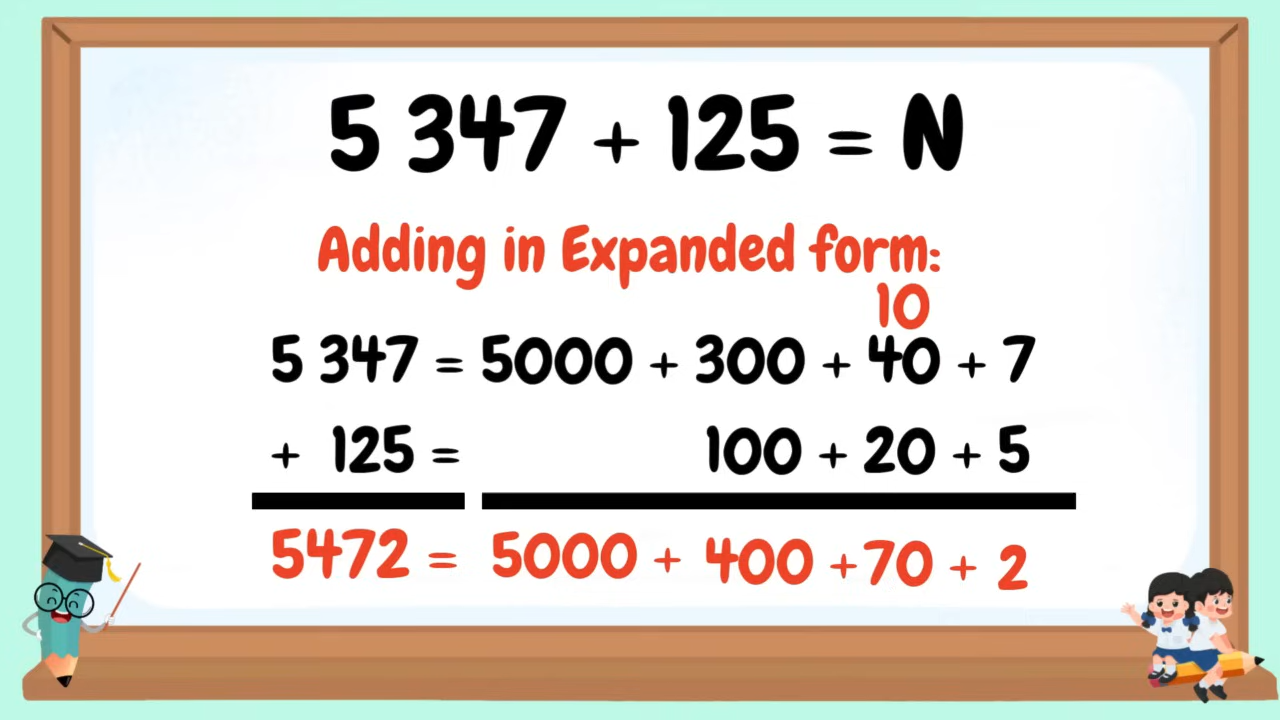 5 347 + 125 = N
Adding in Expanded form:
10
5 347 = 5000 + 300 + 40 + 7
+ 125 = 100 + 20 + 5
5472 = 5000 + 400 +70 + 2